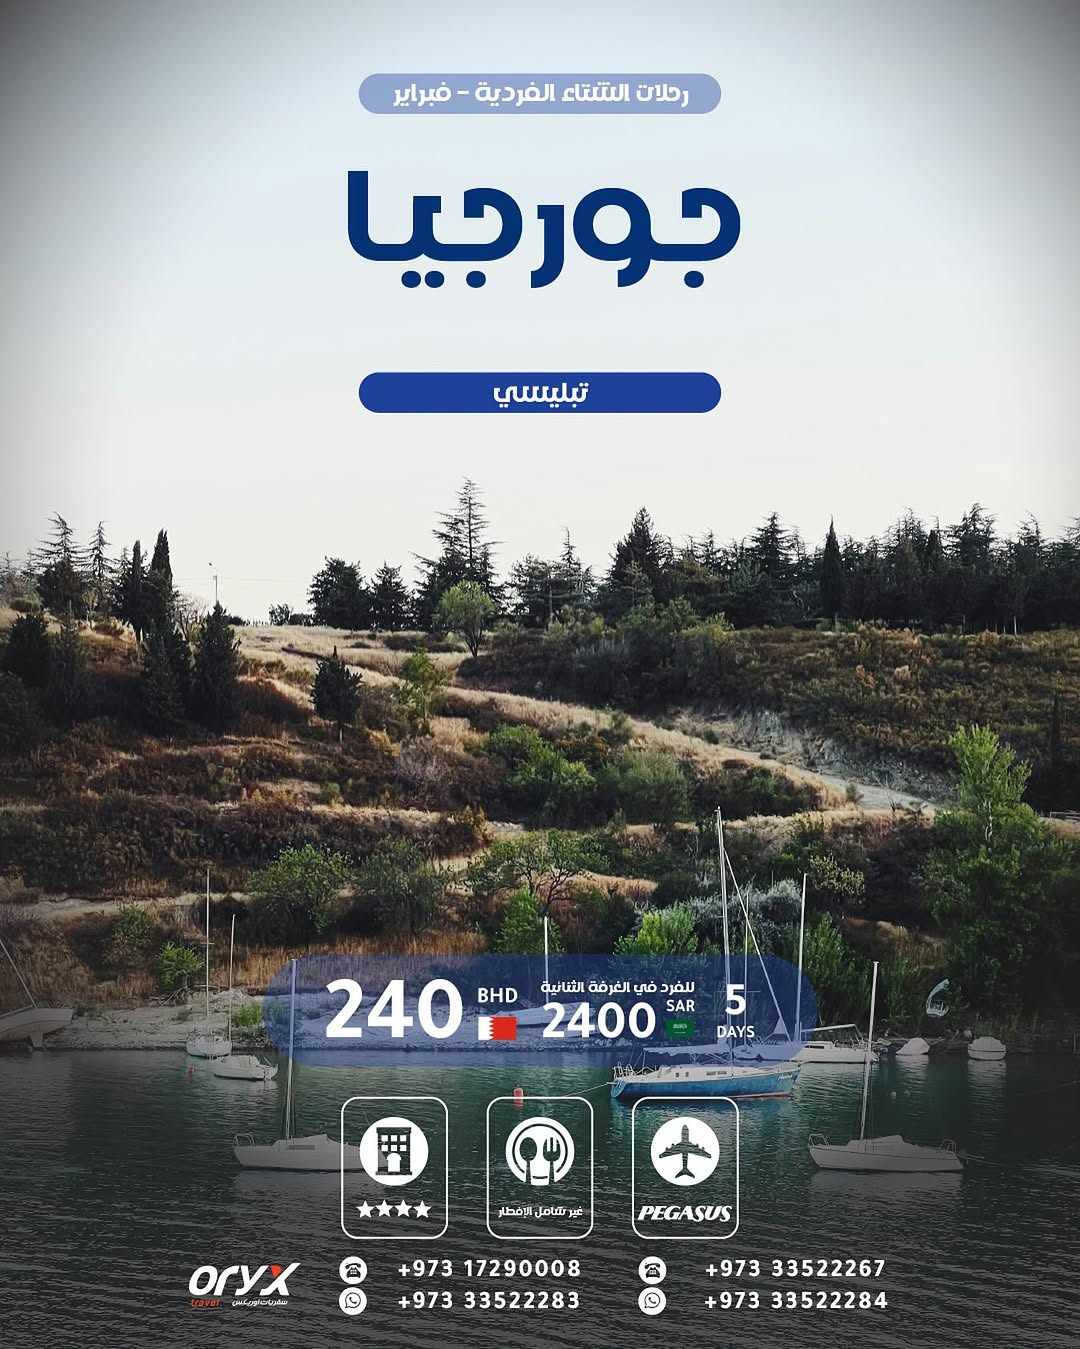 رحلات الشتاء الفردية - فبراير
جورجيا
تبليسي
240 BHD
للفرد في الغرفة الثنائية
2400 SAR
5 DAYS
غير شامل الإفطار
PEGASUS
oryx
travel سفريات اوريكس
+973 17290008
+973 33522283
+973 33522267
+973 33522284